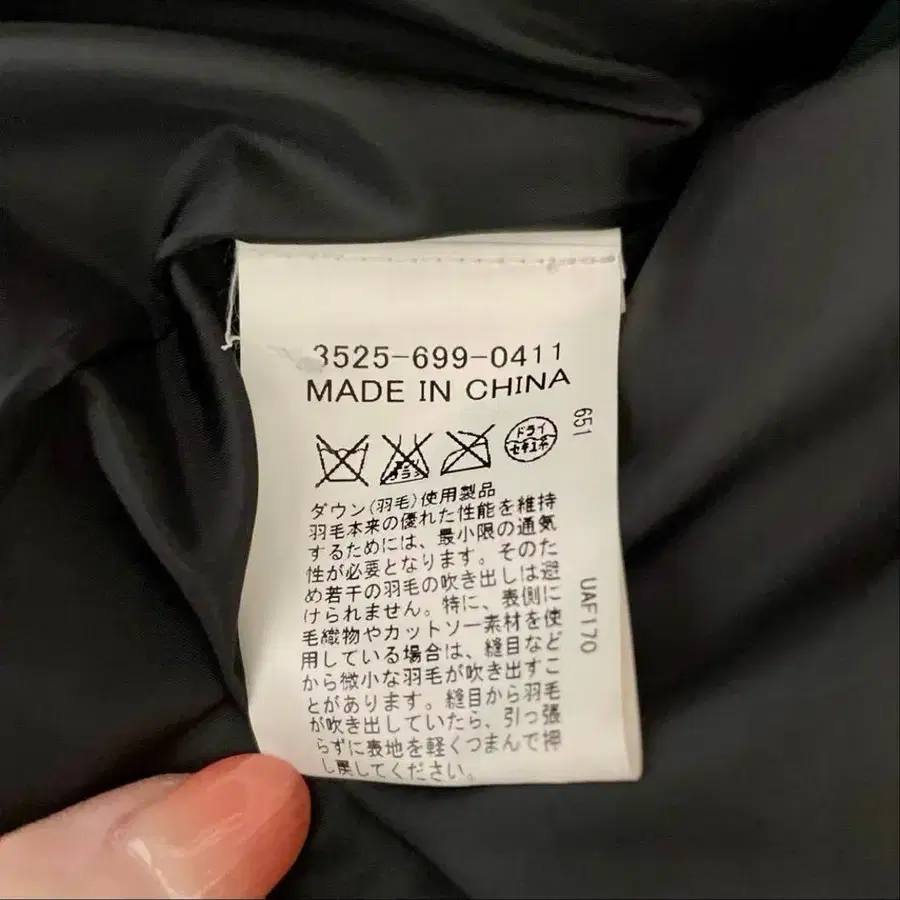 3525-699-0411
MADE IN CHINA
651
ドライ
セキユ系
ダウン(羽毛)使用製品
羽毛本来の優れた性能を維持
するためには、最小限の通気
性が必要となります。そのた
め若干の羽毛の吹き出しは避
けられません。特に、表側に
毛織物やカットソー素材を使
用している場合は、縫目など
から微小な羽毛が吹き出すこ
とがあります。縫目から羽毛
が吹き出していたら、引っ張
らずに表地を軽くつまんで押
し戻してください。
UAF170